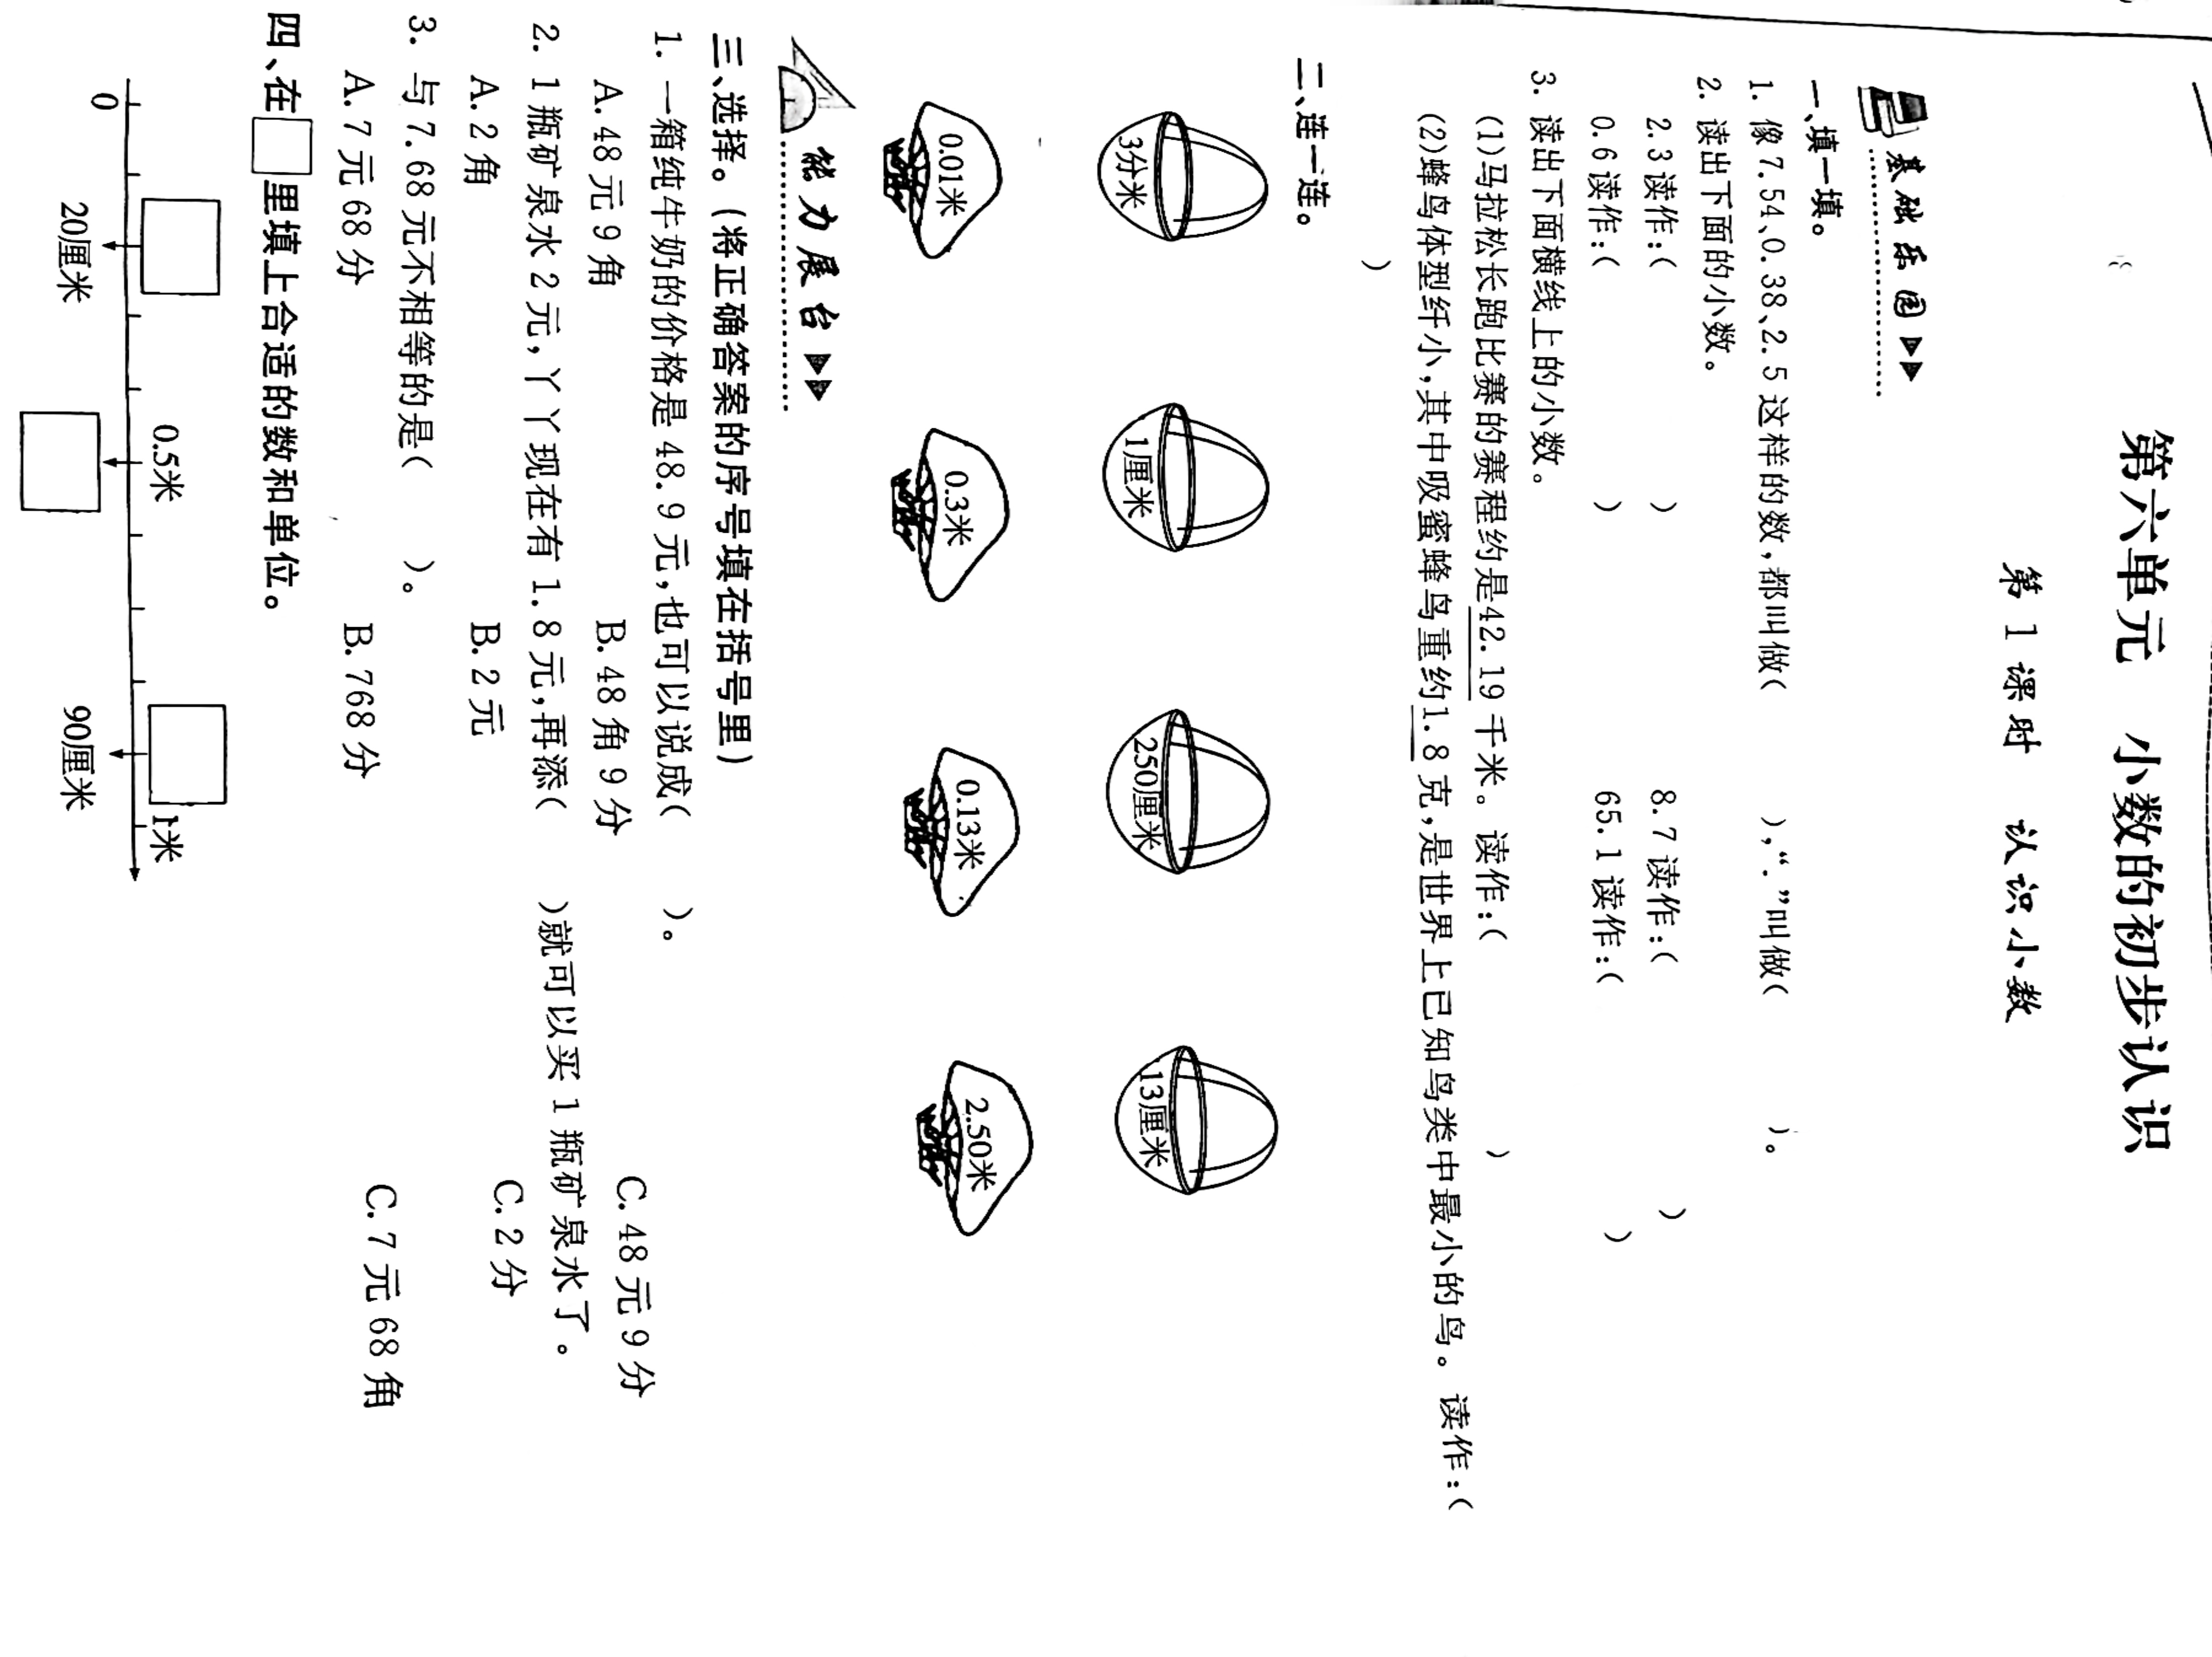 第六单元 小数的初步认识
第 1 课时 认识小数
基础乐园
一、填一填。
1. 像 7.54、0.38、2.5 这样的数,都叫做( ),“.”叫做( )。
2. 读出下面的小数。
2.3 读作:( ) 8.7 读作:( )
0.6 读作:( ) 65.1 读作:( )
3. 读出下面横线上的小数。
(1)马拉松长跑比赛的赛程约是42.19 千米。读作:( )
(2)蜂鸟体型纤小,其中吸蜜蜂鸟重约1.8 克,是世界上已知鸟类中最小的鸟。读作:(
)
二、连一连。
3分米 1厘米 250厘米 13厘米
0.01米 0.3米 0.13米 2.50米
能力展台
三、选择。(将正确答案的序号填在括号里)
1. 一箱纯牛奶的价格是 48.9 元,也可以说成( )。
A. 48 元 9 角 B. 48 角 9 分 C. 48 元 9 分
2. 1 瓶矿泉水 2 元,丫丫现在有 1.8 元,再添( )就可以买 1 瓶矿泉水了。
A. 2 角 B. 2 元 C. 2 分
3. 与 7.68 元不相等的是( )。
A. 7 元 68 分 B. 768 分 C. 7 元 68 角
四、在□里填上合适的数和单位。
0.5米 1米
0 20厘米 90厘米